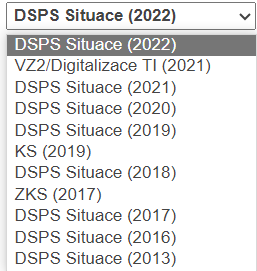 DSPS Situace (2022)
DSPS Situace (2022)
VZ2/Digitalizace TI (2021)
DSPS Situace (2021)
DSPS Situace (2020)
DSPS Situace (2019)
KS (2019)
DSPS Situace (2018)
ZKS (2017)
DSPS Situace (2017)
DSPS Situace (2016)
DSPS Situace (2013)